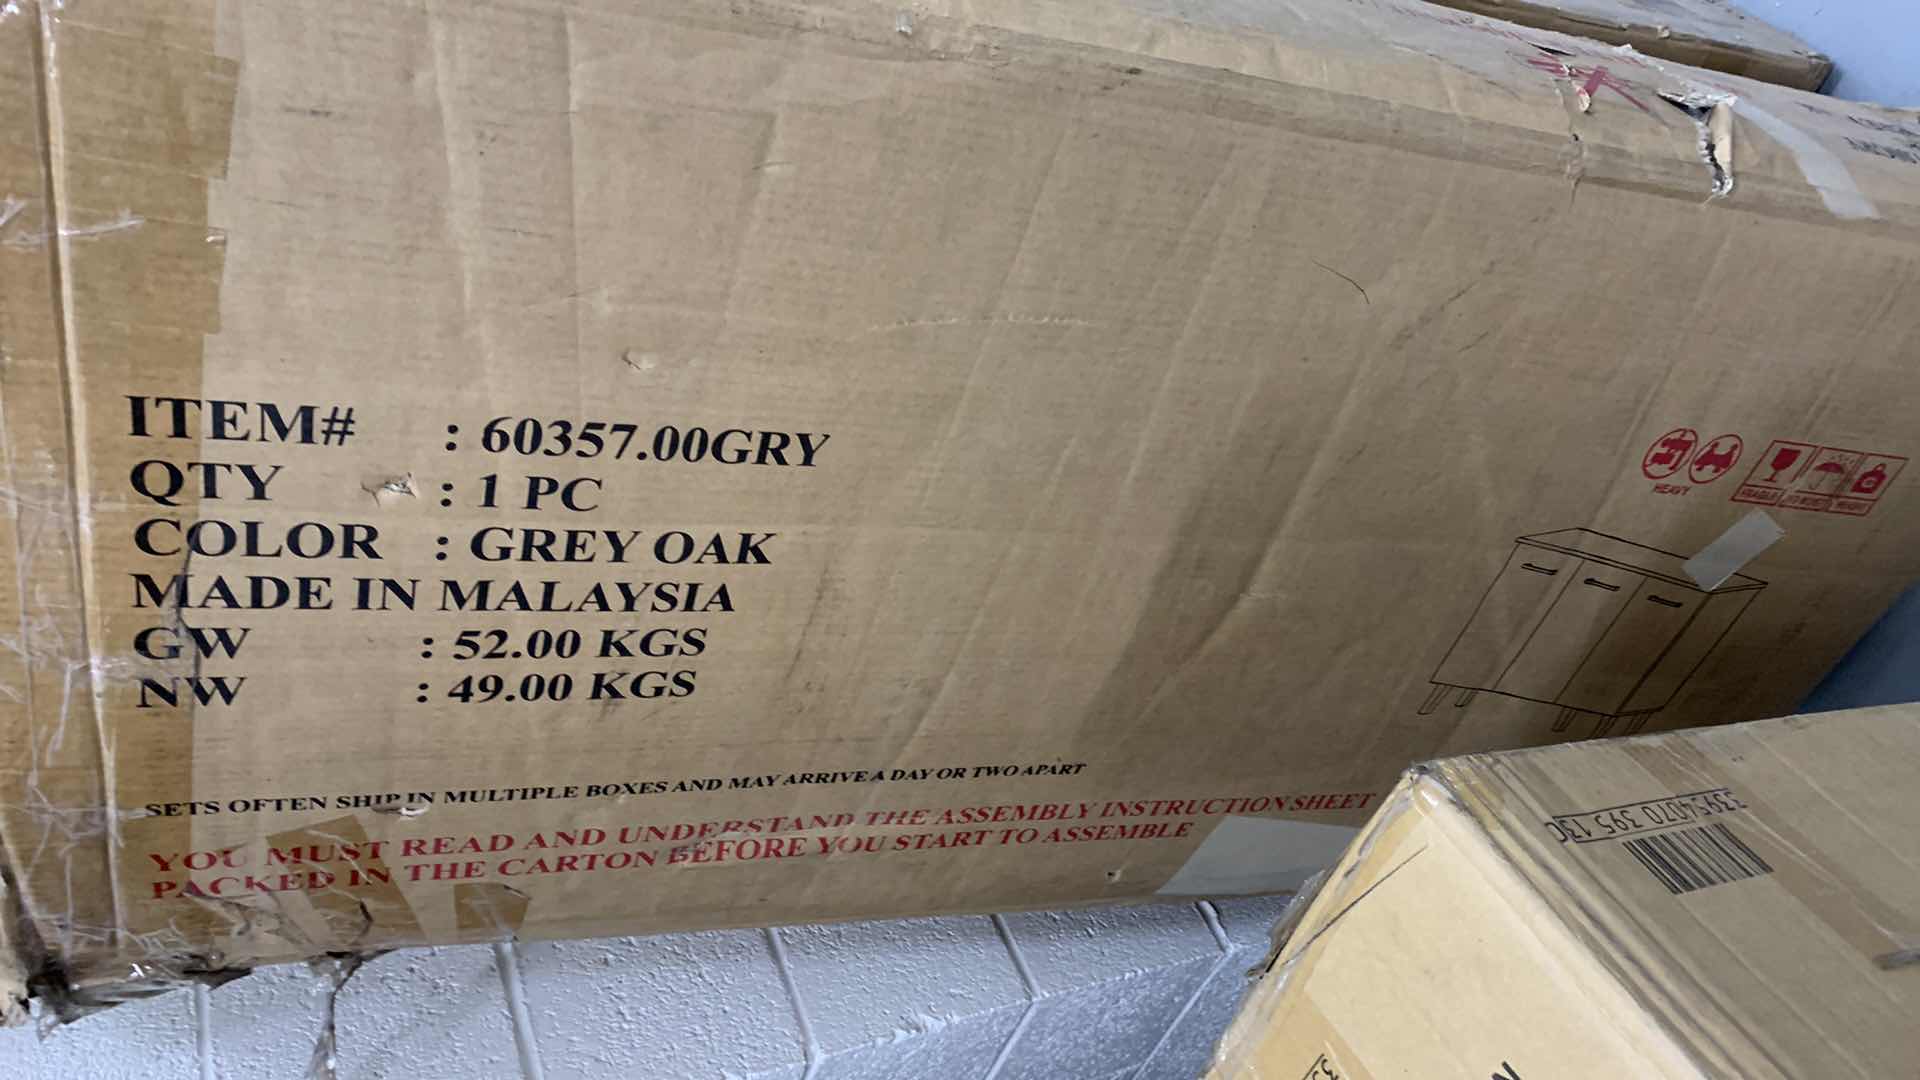 ITEM# : 60357.00GRY
QTY : 1 PC
COLOR : GREY OAK
MADE IN MALAYSIA
GW : 52.00 KGS
NW : 49.00 KGS
SETS OFTEN SHIP IN MULTIPLE BOXES AND MAY ARRIVE A DAY OR TWO APART
YOU MUST READ AND UNDERSTAND THE ASSEMBLY INSTRUCTION SHEET
PACKED IN THE CARTON BEFORE YOU START TO ASSEMBLE
HEAVY
FRAGILE